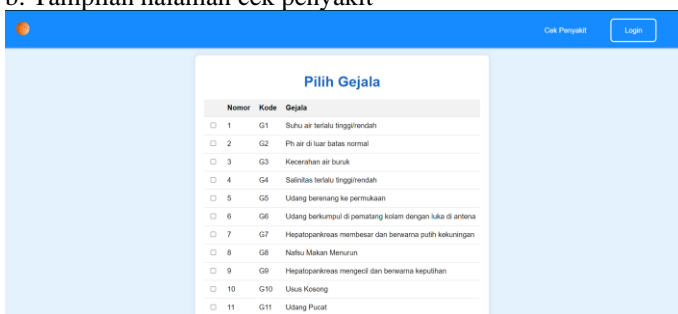 b. Tampilan halaman cek penyakit
Cek Penyakit Login
Pilih Gejala
Nomor Kode Gejala
1 G1 Suhu air terlalu tinggi/rendah
2 G2 Ph air di luar batas normal
3 G3 Kecerahan air buruk
4 G4 Salinitas terlalu tinggi/rendah
5 G5 Udang berenang ke permukaan
6 G6 Udang berkumpul di pematang kolam dengan luka di antena
7 G7 Hepatopankreas membesar dan berwarna putih kekuningan
8 G8 Nafsu Makan Menurun
9 G9 Hepatopankreas mengecil dan berwarna keputihan
10 G10 Usus Kosong
11 G11 Udang Pucat